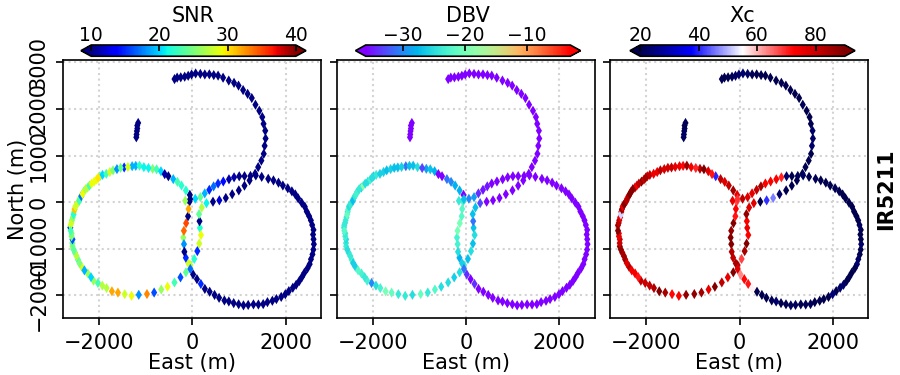 SNR DBV Xc
10 20 30 40 −30 −20 −10 20 40 60 80
3000
2000
1000
0
−1000
−2000
North (m)
IR5211
−2000 0 2000 −2000 0 2000 −2000 0 2000
East (m) East (m) East (m)